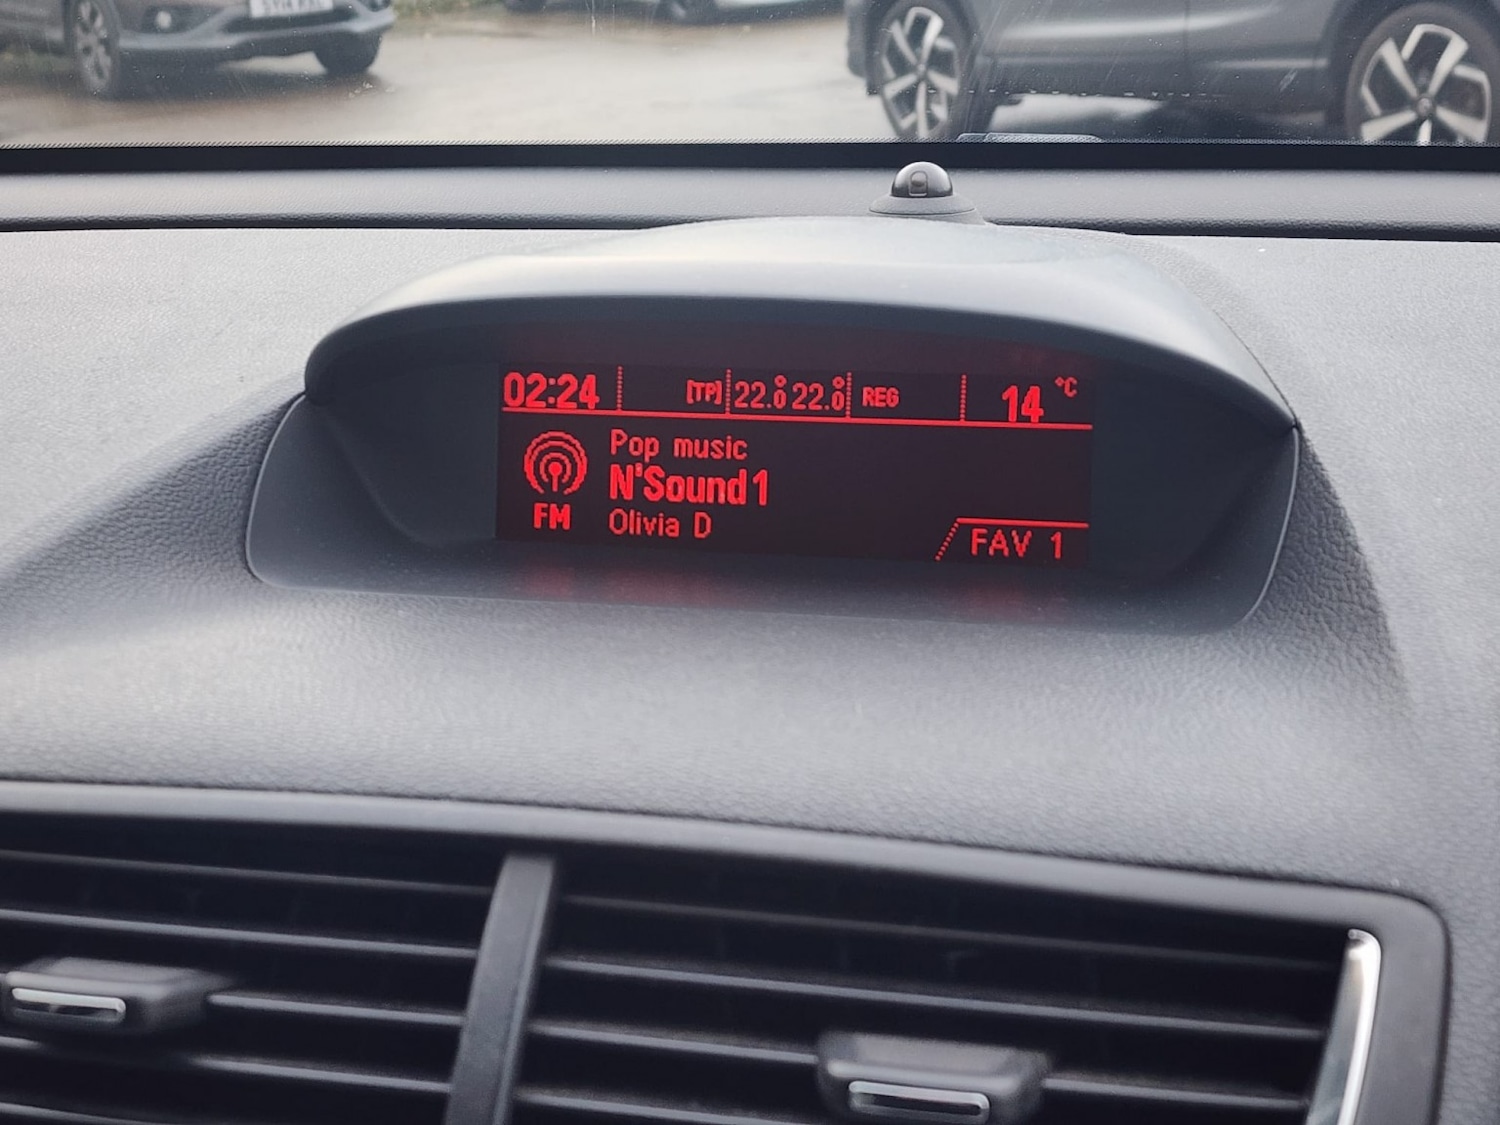 02:24 [TP] 22.0° 22.0° REG 14 °C
Pop music
N'Sound1
FM Olivia D
FAV 1